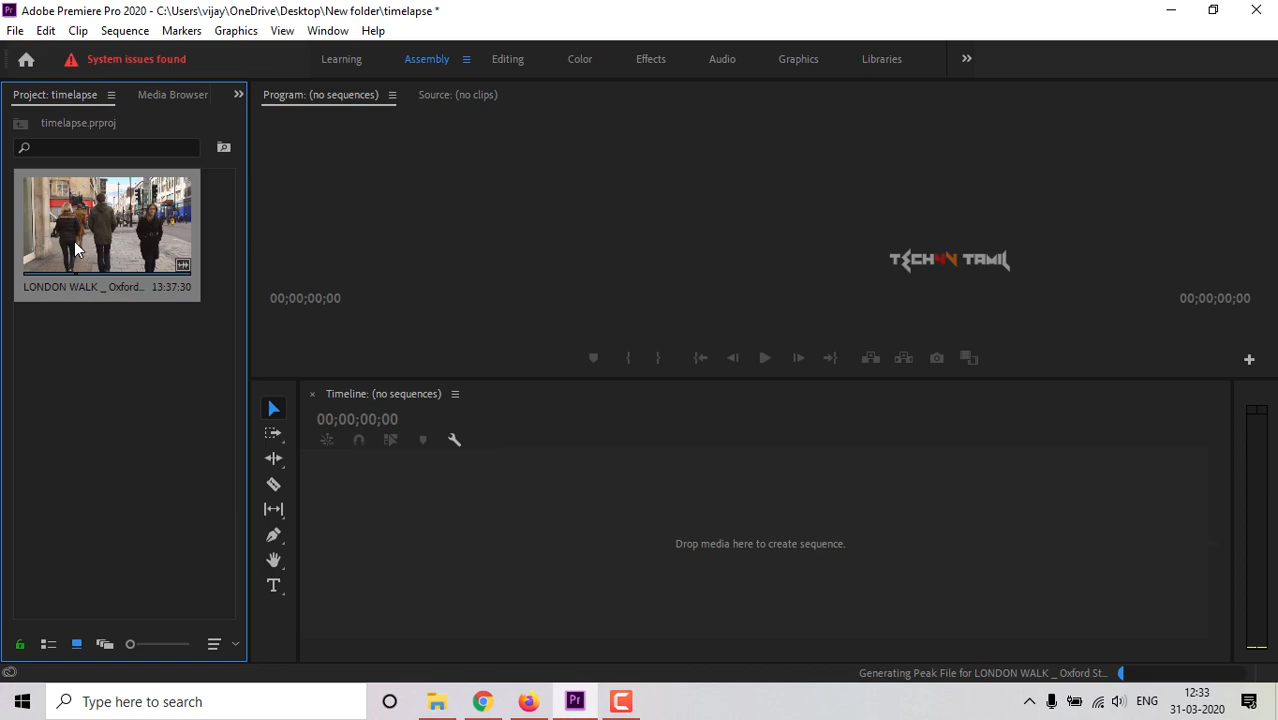 Adobe Premiere Pro 2020 - C:\Users\vijay\OneDrive\Desktop\New folder\timelapse *
File Edit Clip Sequence Markers Graphics View Window Help
System issues found Learning Assembly Editing Color Effects Audio Graphics Libraries
Project: timelapse Media Browser Program: (no sequences) Source: (no clips)
timelapse.prproj
TECH4N TAMIL
LONDON WALK _ Oxford... 13:37:30
00;00;00;00 00;00;00;00
Timeline: (no sequences)
00;00;00;00
Drop media here to create sequence.
Generating Peak File for LONDON WALK _ Oxford St...
Type here to search
ENG
12:33
31-03-2020